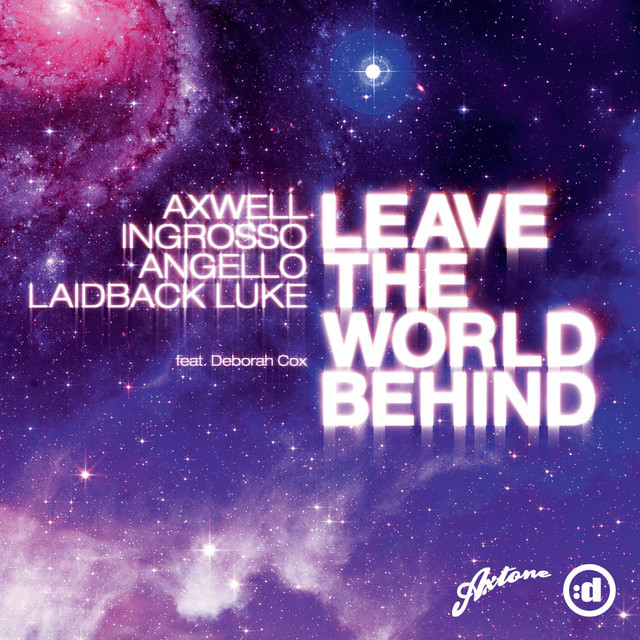 AXWELL
INGROSSO
ANGELLO
LAIDBACK LUKE
feat. Deborah Cox
LEAVE
THE
WORLD
BEHIND
Axtone
:d